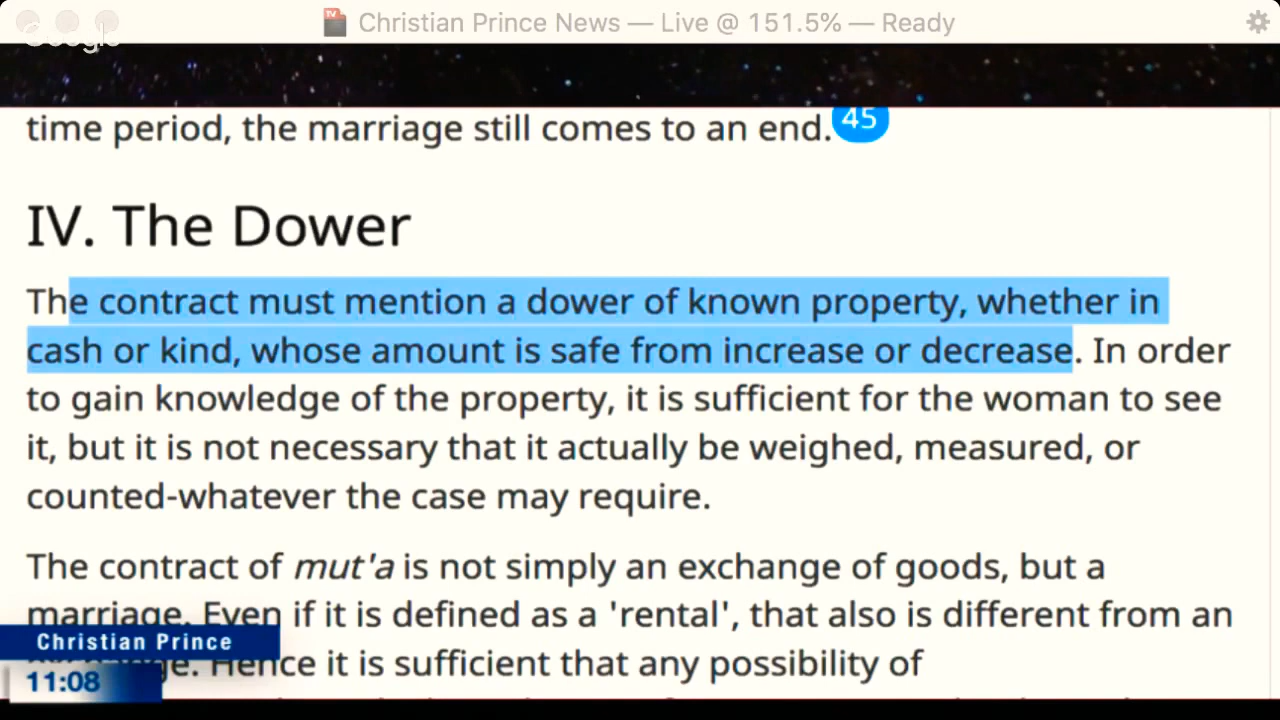 Christian Prince News — Live @ 151.5% — Ready
Google
time period, the marriage still comes to an end. 45
IV. The Dower
The contract must mention a dower of known property, whether in
cash or kind, whose amount is safe from increase or decrease. In order
to gain knowledge of the property, it is sufficient for the woman to see
it, but it is not necessary that it actually be weighed, measured, or
counted-whatever the case may require.
The contract of mut'a is not simply an exchange of goods, but a
marriage. Even if it is defined as a 'rental', that also is different from an
Hence it is sufficient that any possibility of
Christian Prince
11:08